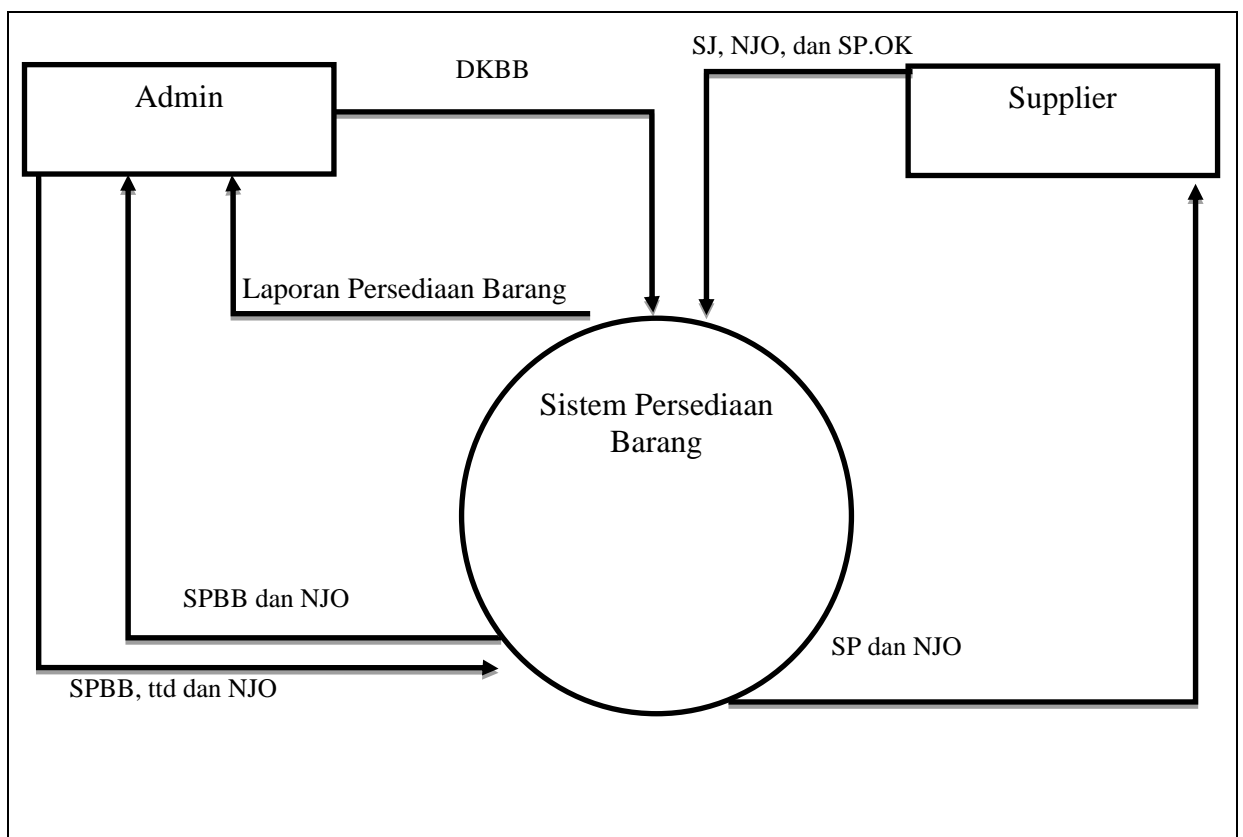 SJ, NJO, dan SP.OK
DKBB
Admin
Supplier
Laporan Persediaan Barang
Sistem Persediaan
Barang
SPBB dan NJO
SP dan NJO
SPBB, ttd dan NJO